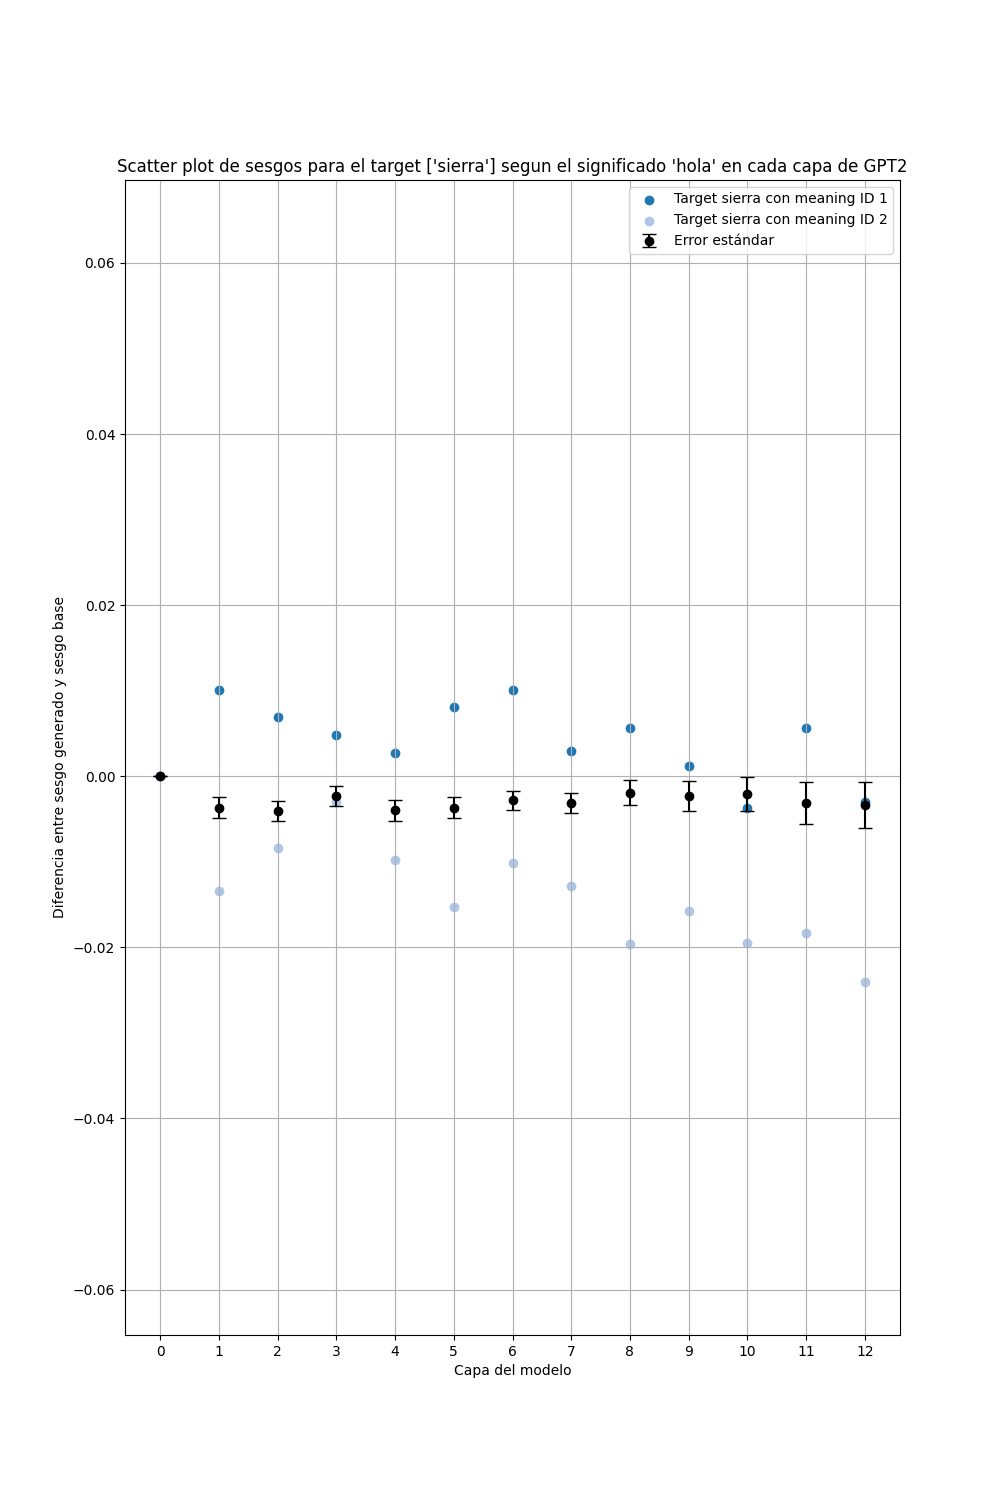 Scatter plot de sesgos para el target ['sierra'] segun el significado 'hola' en cada capa de GPT2
Target sierra con meaning ID 1
Target sierra con meaning ID 2
Error estándar
0.06
0.04
0.02
0.00
−0.02
−0.04
−0.06
Diferencia entre sesgo generado y sesgo base
0 1 2 3 4 5 6 7 8 9 10 11 12
Capa del modelo